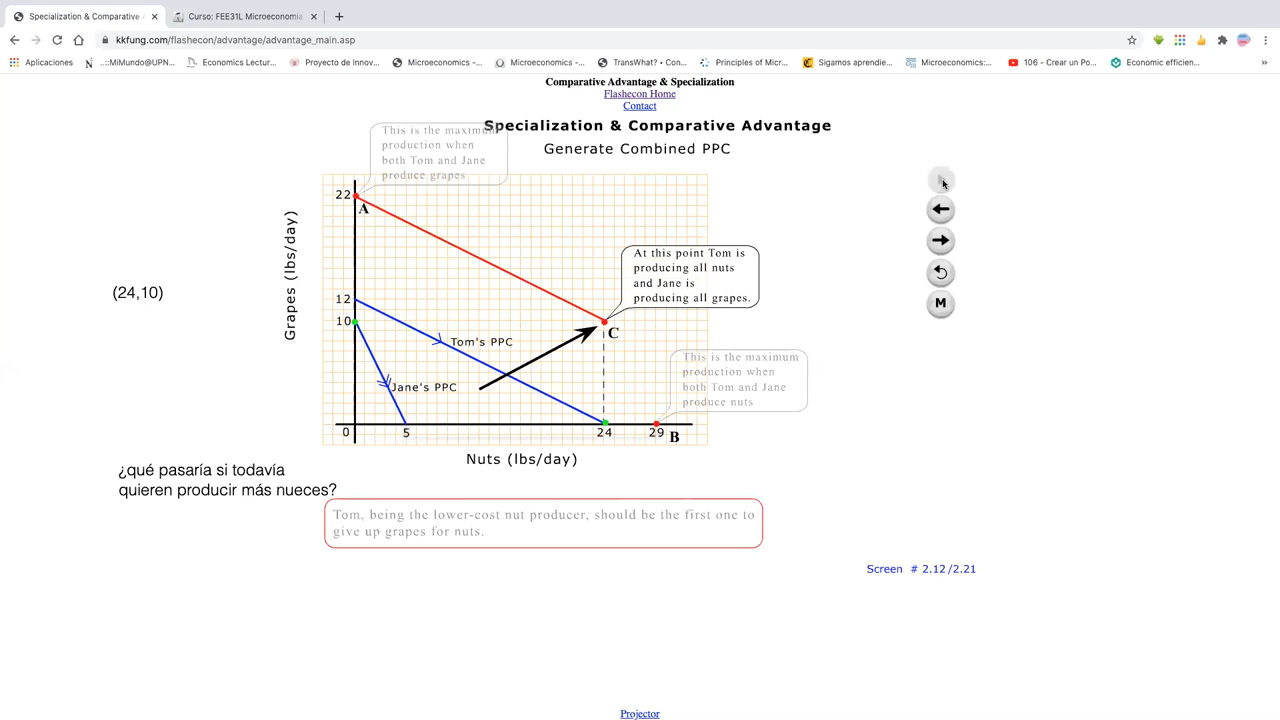 Specialization & Comparative A
Curso: FEE31L Microeconomia
kkfung.com/flashecon/advantage/advantage_main.asp
Aplicaciones
..::MiMundo@UPN...
Economics Lectur...
Proyecto de Innov...
Microeconomics –...
Microeconomics -...
TransWhat? • Con...
Principles of Micr...
Sigamos aprendie...
Microeconomics:...
106 - Crear un Po...
Economic efficien...
»
Comparative Advantage & Specialization
Flashecon Home
Contact
Specialization & Comparative Advantage
Generate Combined PPC
This is the maximum
production when
both Tom and Jane
produce grapes
22
A
Grapes (lbs/day)
At this point Tom is
producing all nuts
and Jane is
producing all grapes.
M
(24,10)
12
10
C
Tom's PPC
Jane's PPC
This is the maximum
production when
both Tom and Jane
produce nuts
0
5
24
29
B
Nuts (lbs/day)
¿qué pasaría si todavía
quieren producir más nueces?
Tom, being the lower-cost nut producer, should be the first one to
give up grapes for nuts.
Screen # 2.12/2.21
Projector